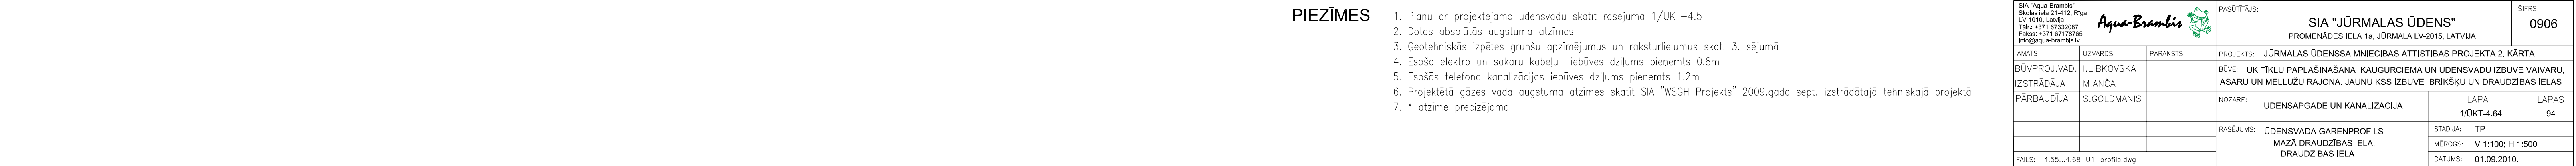 PIEZĪMES
1. Plānu ar projektējamo ūdensvadu skatīt rasējumā 1/ŪKT-4.5
2. Dotas absolūtās augstuma atzīmes
3. Ģeotehniskās izpētes grunšu apzīmējumus un raksturlielumus skat. 3. sējumā
4. Esošo elektro un sakaru kabeļu iebūves dziļums pieņemts 0.8m
5. Esošās telefona kanalizācijas iebūves dziļums pieņemts 1.2m
6. Projektētā gāzes vada augstuma atzīmes skatīt SIA "WSGH Projekts" 2009.gada sept. izstrādātajā tehniskajā projektā
7. * atzīme precizējama
SIA "Aqua-Brambis"
Skolas iela 21-412, Rīga
LV-1010, Latvija
Tālr.: +371 67332087
Fakss: +371 67178765
info@aqua-brambis.lv
Aqua-Brambis
PASŪTĪTĀJS:
SIA "JŪRMALAS ŪDENS"
PROMENĀDES IELA 1a, JŪRMALA LV-2015, LATVIJA
ŠIFRS:
0906
AMATS UZVĀRDS PARAKSTS
BŪVPROJ.VAD. I.LIBKOVSKA
IZSTRĀDĀJA M.ANČA
PĀRBAUDĪJA S.GOLDMANIS
FAILS: 4.55...4.68_U1_profils.dwg
PROJEKTS: JŪRMALAS ŪDENSSAIMNIECĪBAS ATTĪSTĪBAS PROJEKTA 2. KĀRTA
BŪVE: ŪK TĪKLU PAPLAŠINĀŠANA KAUGURCIEMĀ UN ŪDENSVADU IZBŪVE VAIVARU,
ASARU UN MELLUŽU RAJONĀ. JAUNU KSS IZBŪVE BRIKŠĶU UN DRAUDZĪBAS IELĀS
NOZARE: ŪDENSAPGĀDE UN KANALIZĀCIJA
LAPA LAPAS
1/ŪKT-4.64 94
RASĒJUMS: ŪDENSVADA GARENPROFILS
MAZĀ DRAUDZĪBAS IELA,
DRAUDZĪBAS IELA
STADIJA: TP
MĒROGS: V 1:100; H 1:500
DATUMS: 01.09.2010.